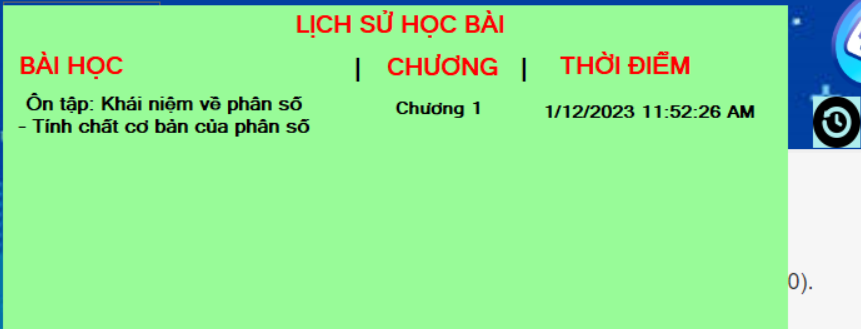 LỊCH SỬ HỌC BÀI
BÀI HỌC | CHƯƠNG | THỜI ĐIỂM
Ôn tập: Khái niệm về phân số
- Tính chất cơ bản của phân số
Chương 1
1/12/2023 11:52:26 AM
0).